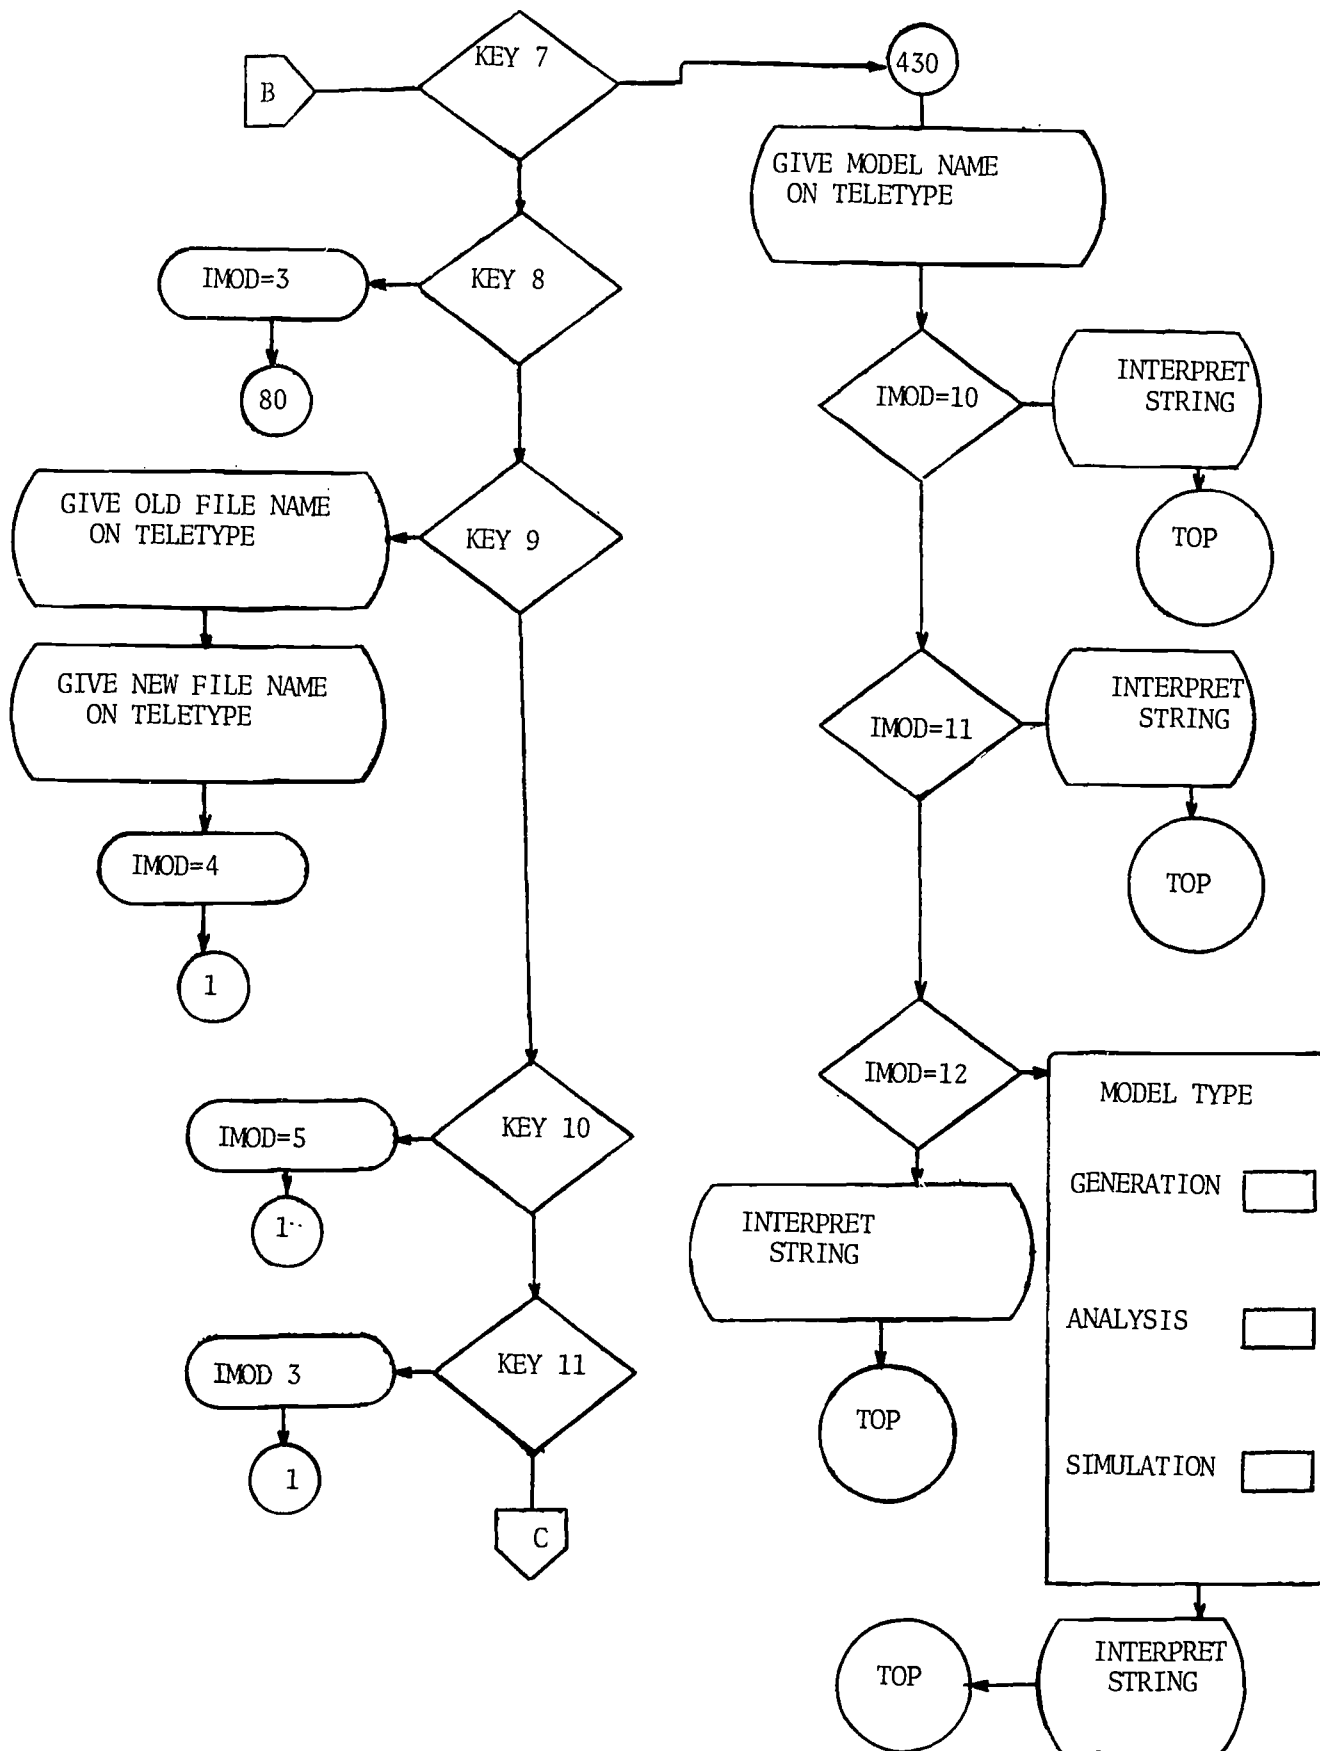 B
KEY 7
430
GIVE MODEL NAME
ON TELETYPE
IMOD=3
KEY 8
80
IMOD=10
INTERPRET
STRING
TOP
GIVE OLD FILE NAME
ON TELETYPE
KEY 9
GIVE NEW FILE NAME
ON TELETYPE
IMOD=4
1
IMOD=11
INTERPRET
STRING
TOP
IMOD=5
KEY 10
1
IMOD 3
KEY 11
1
C
IMOD=12
MODEL TYPE
GENERATION
ANALYSIS
SIMULATION
INTERPRET
STRING
TOP
INTERPRET
STRING
TOP